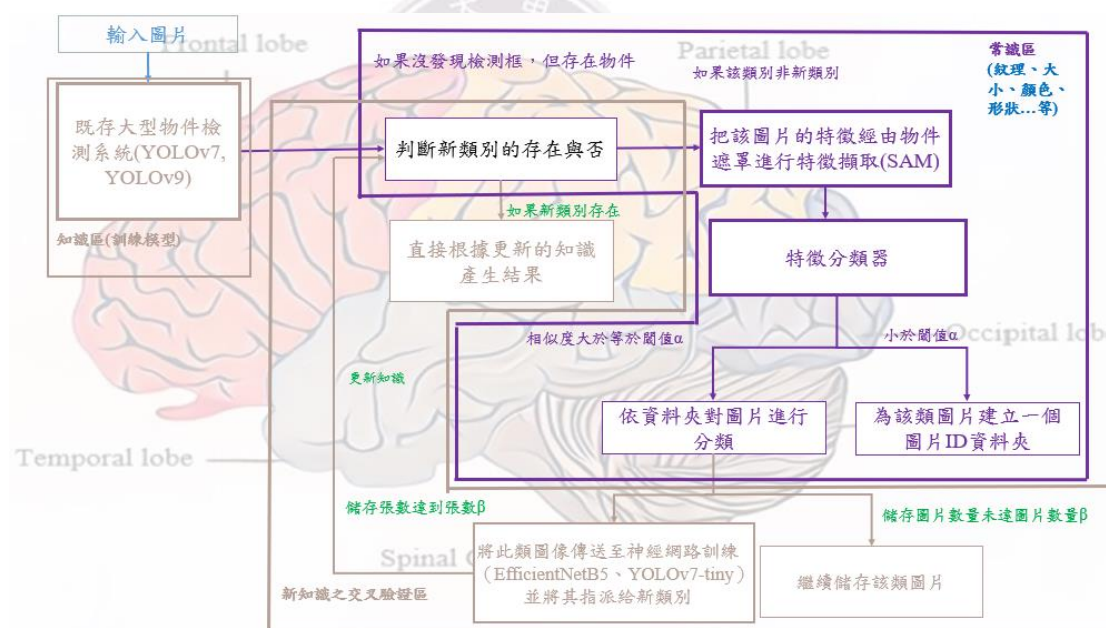 輸入圖片
Frontal lobe
既存大型物件檢
測系統(YOLOv7,
YOLOv9)
知識區(訓練模型)
如果沒發現檢測框，但存在物件
Parietal lobe
如果該類別非新類別
常識區
(紋理、大
小、顏色、
形狀...等)
判斷新類別的存在與否
把該圖片的特徵經由物件
遮罩進行特徵擷取(SAM)
如果新類別存在
直接根據更新的知識
產生結果
特徵分類器
相似度大於等於閾值α
小於閾值α
Occipital lob
更新知識
依資料夾對圖片進行
分類
為該類圖片建立一個
圖片ID資料夾
Temporal lobe
儲存張數達到張數β
儲存圖片數量未達圖片數量β
Spinal
將此類圖像傳送至神經網路訓練
（EfficientNetB5、YOLOv7-tiny）
並將其指派給新類別
繼續儲存該類圖片
新知識之交叉驗證區